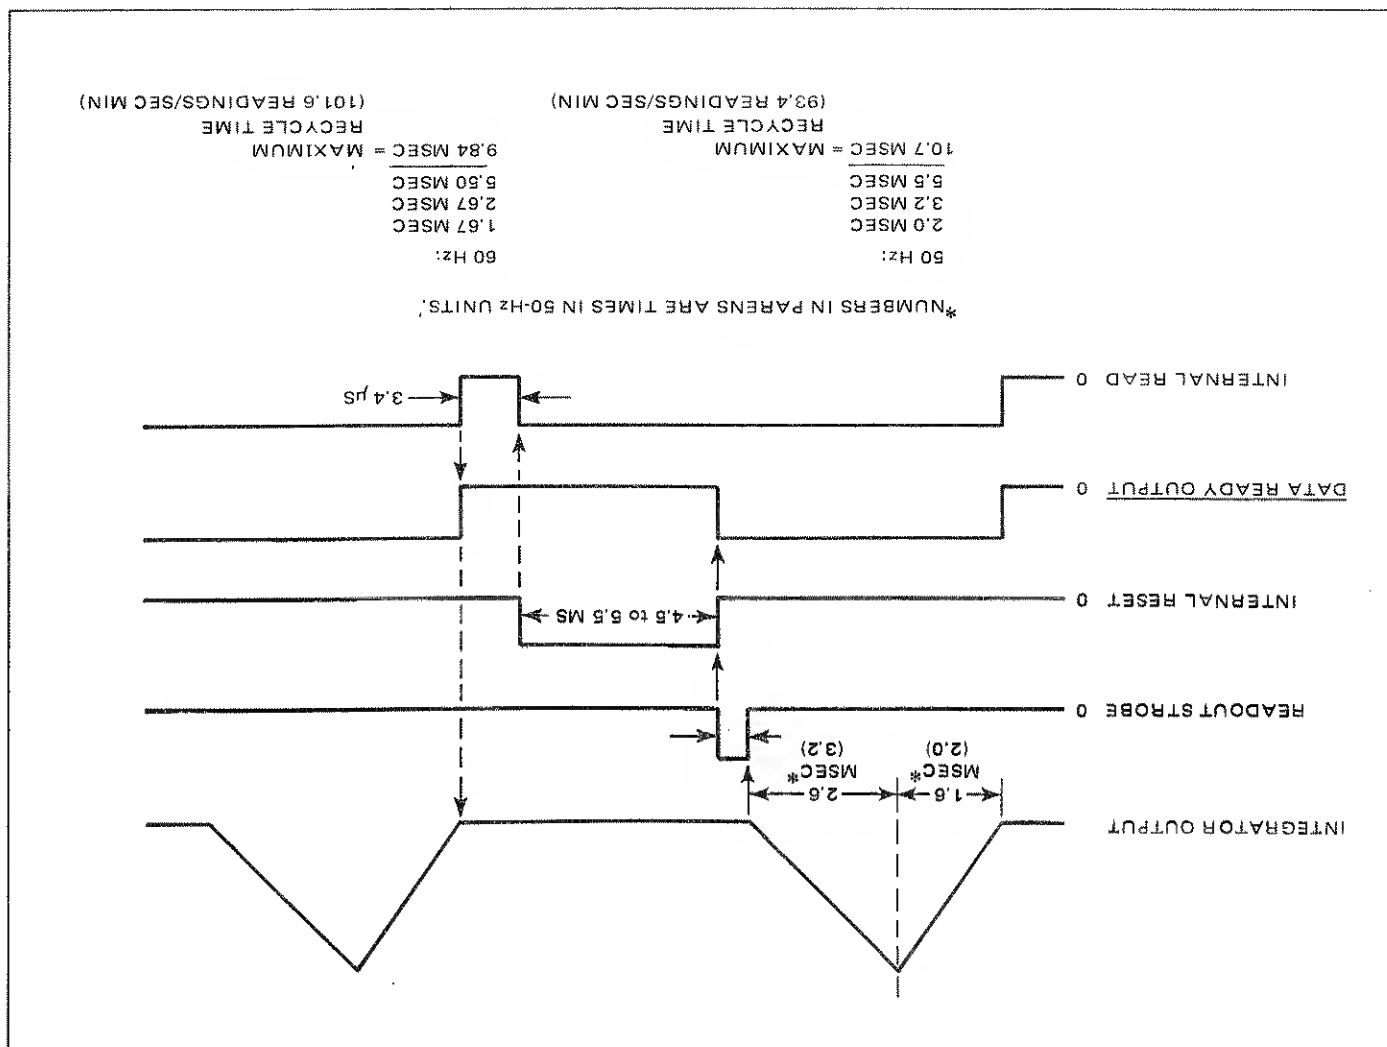 INTEGRATOR OUTPUT
1.6
MSEC*
(2.0)
2.6
MSEC*
(3.2)
READOUT STROBE 0
INTERNAL RESET 0
4.5 to 5.5 MS
DATA READY OUTPUT 0
INTERNAL READ 0
3.4 µS
*NUMBERS IN PARENS ARE TIMES IN 50-Hz UNITS.
50 Hz:
2.0 MSEC
3.2 MSEC
5.5 MSEC
10.7 MSEC = MAXIMUM
RECYCLE TIME
(93.4 READINGS/SEC MIN)
60 Hz:
1.67 MSEC
2.67 MSEC
5.50 MSEC
9.84 MSEC = MAXIMUM
RECYCLE TIME
(101.6 READINGS/SEC MIN)